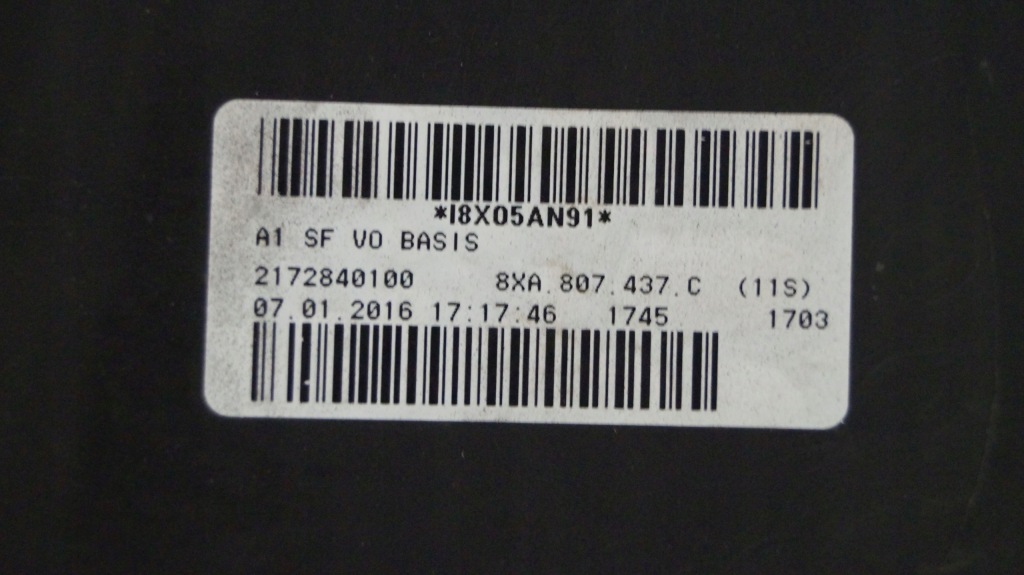 *I8X05AN91*
A1 SF VO BASIS
2172840100 8XA.807.437.C (11S)
07.01.2016 17:17:46 1745 1703